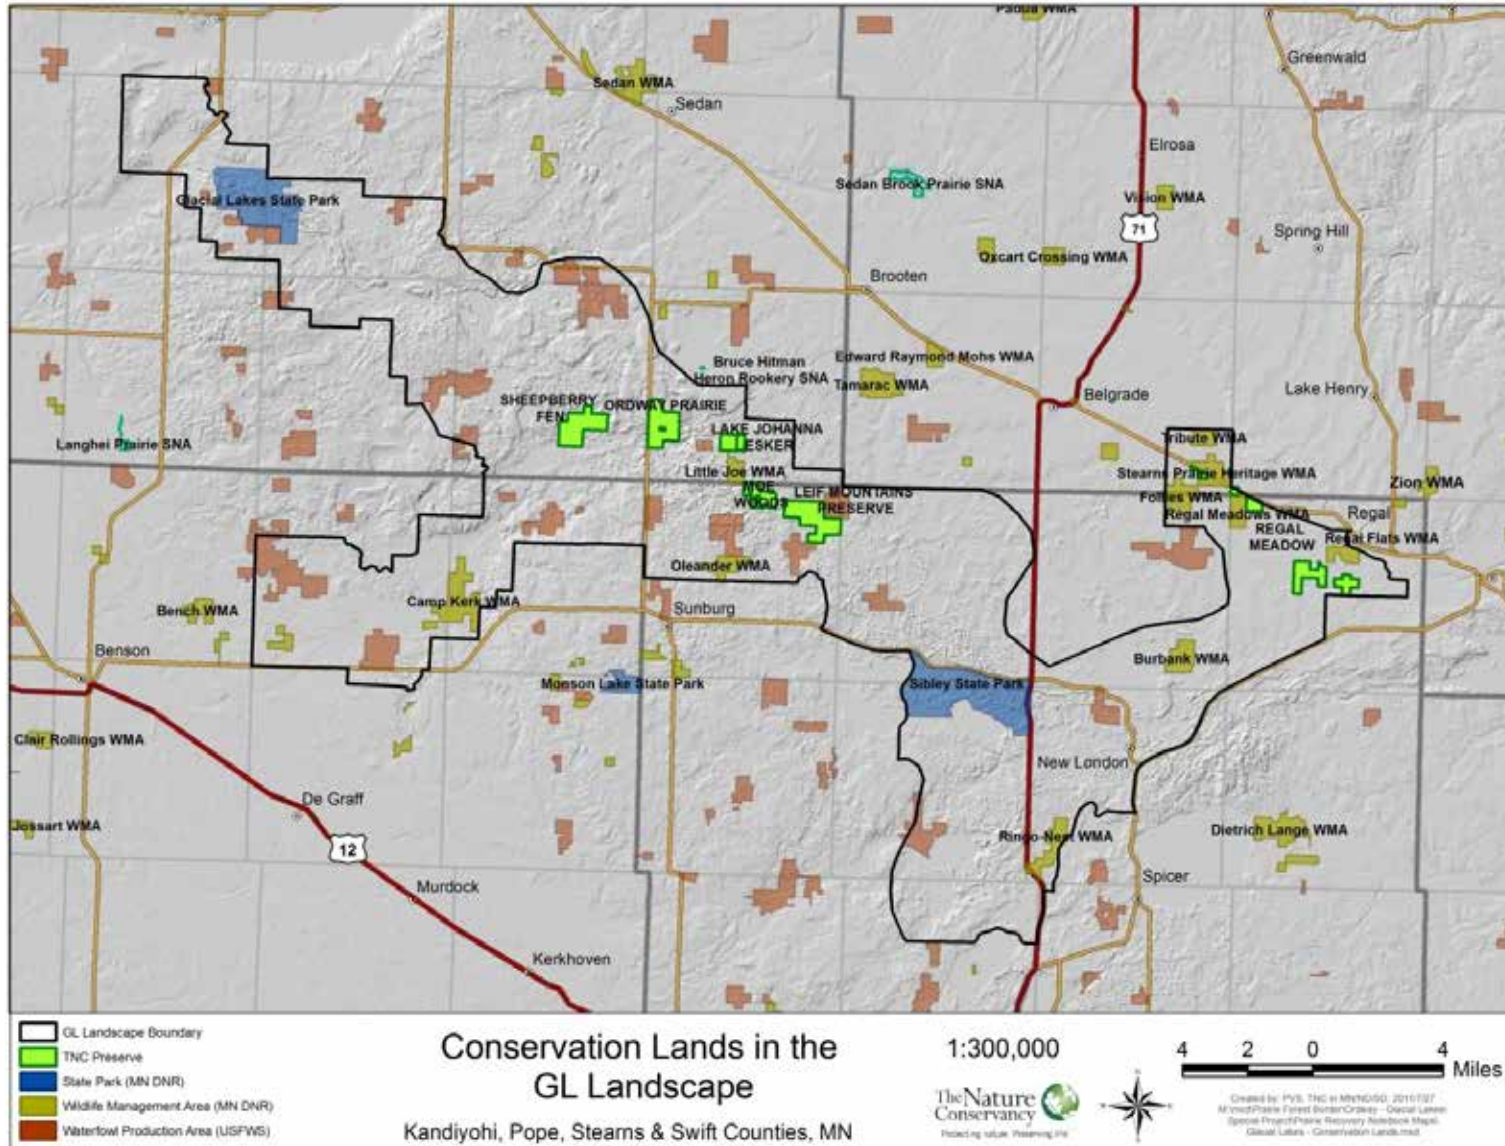 Padua WMA
Greenwald
Sedan WMA
Sedan
Elrosa
Glacial Lakes State Park
Sedan Brook Prairie SNA
Vision WMA
71
Spring Hill
Oxcart Crossing WMA
Brooten
Bruce Hitman
Heron Rookery SNA
Edward Raymond Mohs WMA
Tamarac WMA
Belgrade
Lake Henry
SHEEPBERRY
FEN
ORDWAY PRAIRIE
LAKE JOHANNA
ESKER
Langhei Prairie SNA
Tribute WMA
Little Joe WMA
Stearns Prairie Heritage WMA
Zion WMA
MOE
WOODS
LEIF MOUNTAINS
PRESERVE
Follies WMA
Regal Meadows WMA
Regal
REGAL
MEADOW
Regal Flats WMA
Oleander WMA
Bench WMA
Camp Kerk WMA
Sunburg
Benson
Burbank WMA
Monson Lake State Park
Sibley State Park
Clair Rollings WMA
New London
De Graff
Jossart WMA
12
Ringo-Nest WMA
Dietrich Lange WMA
Murdock
Spicer
Kerkhoven
GL Landscape Boundary
TNC Preserve
State Park (MN DNR)
Wildlife Management Area (MN DNR)
Waterfowl Production Area (USFWS)
Conservation Lands in the
GL Landscape
Kandiyohi, Pope, Stearns & Swift Counties, MN
1:300,000
The Nature
Conservancy
Protecting nature. Preserving life.
4 2 0 4
Miles